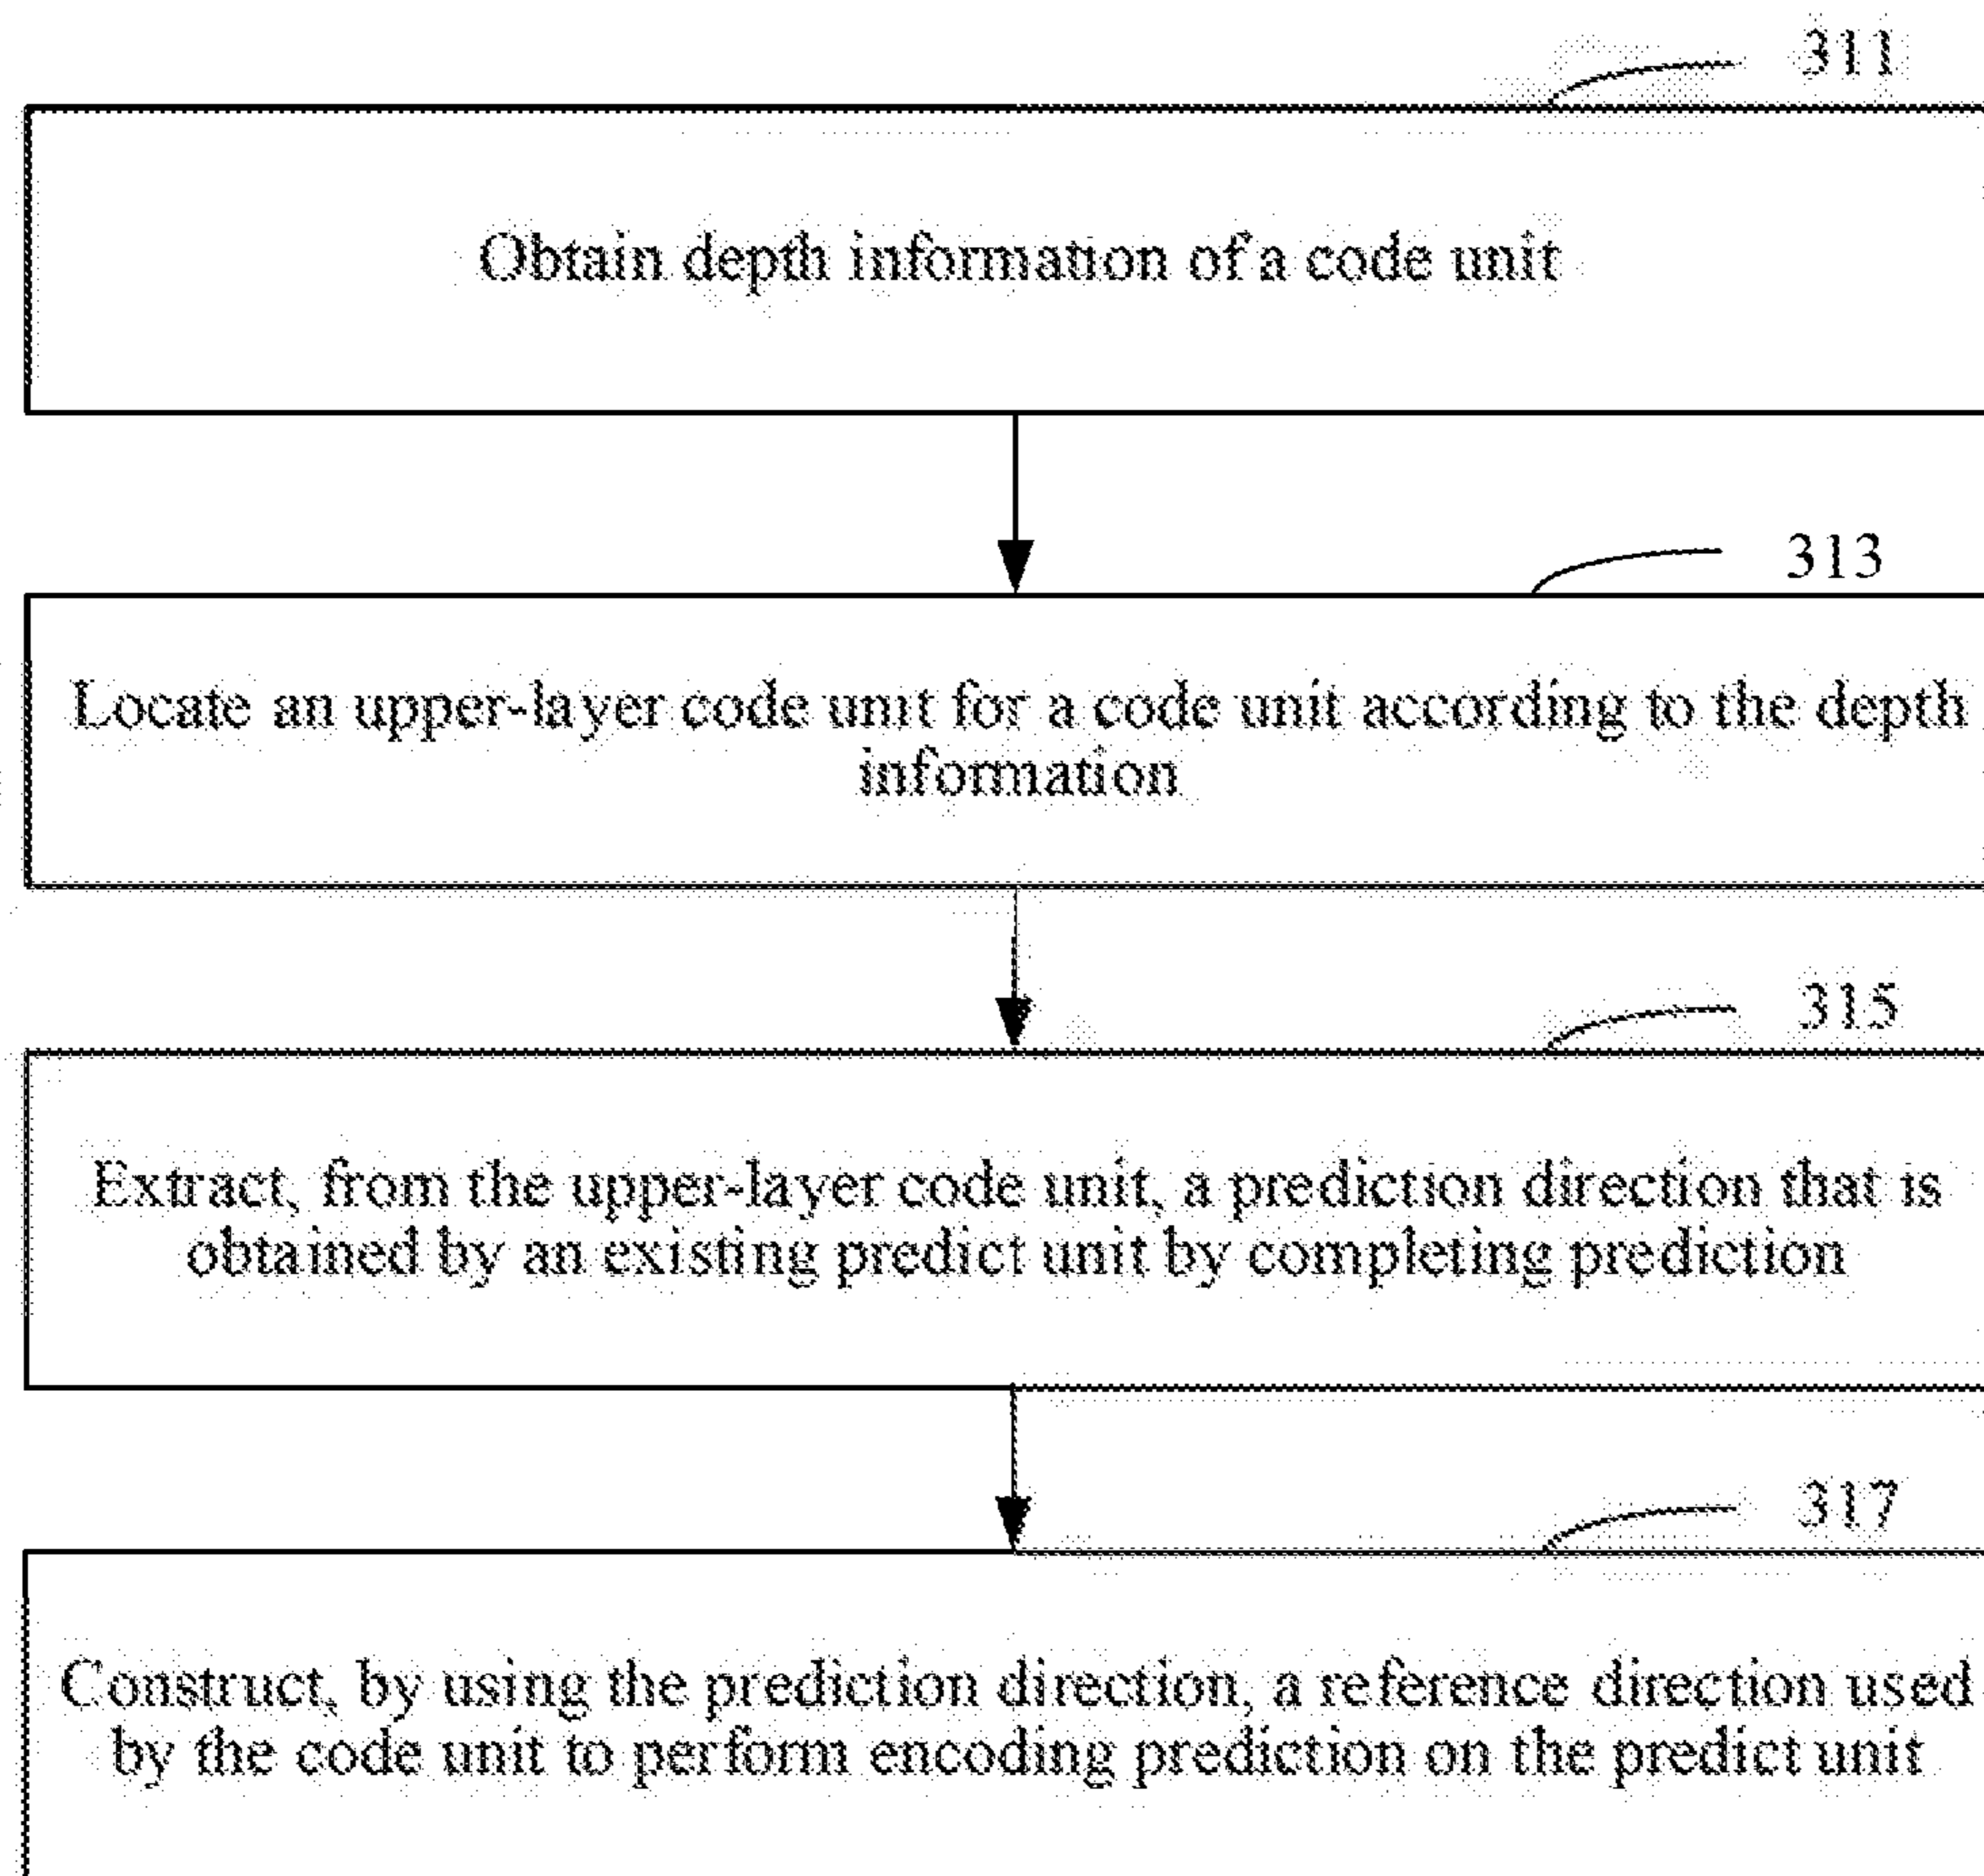 311
Obtain depth information of a code unit
313
Locate an upper-layer code unit for a code unit according to the depth
information
315
Extract, from the upper-layer code unit, a prediction direction that is
obtained by an existing predict unit by completing prediction
317
Construct, by using the prediction direction, a reference direction used
by the code unit to perform encoding prediction on the predict unit